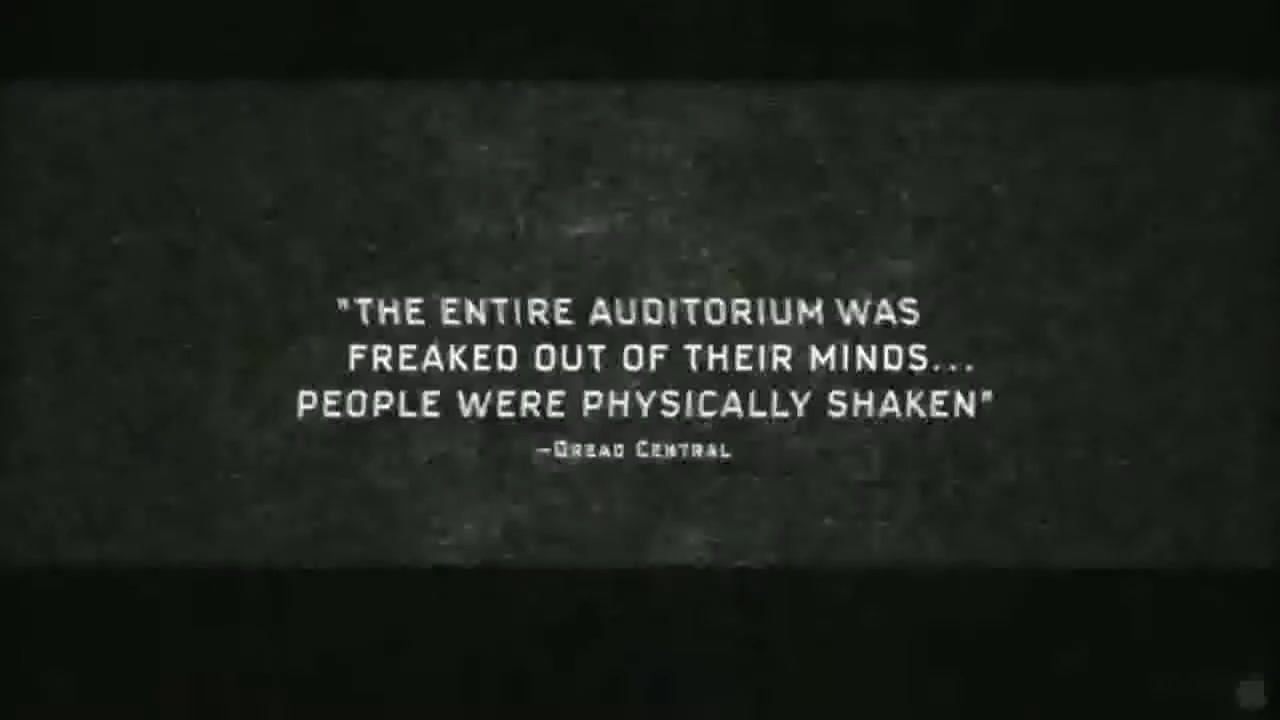 "THE ENTIRE AUDITORIUM WAS
FREAKED OUT OF THEIR MINDS...
PEOPLE WERE PHYSICALLY SHAKEN"
—DREAD CENTRAL